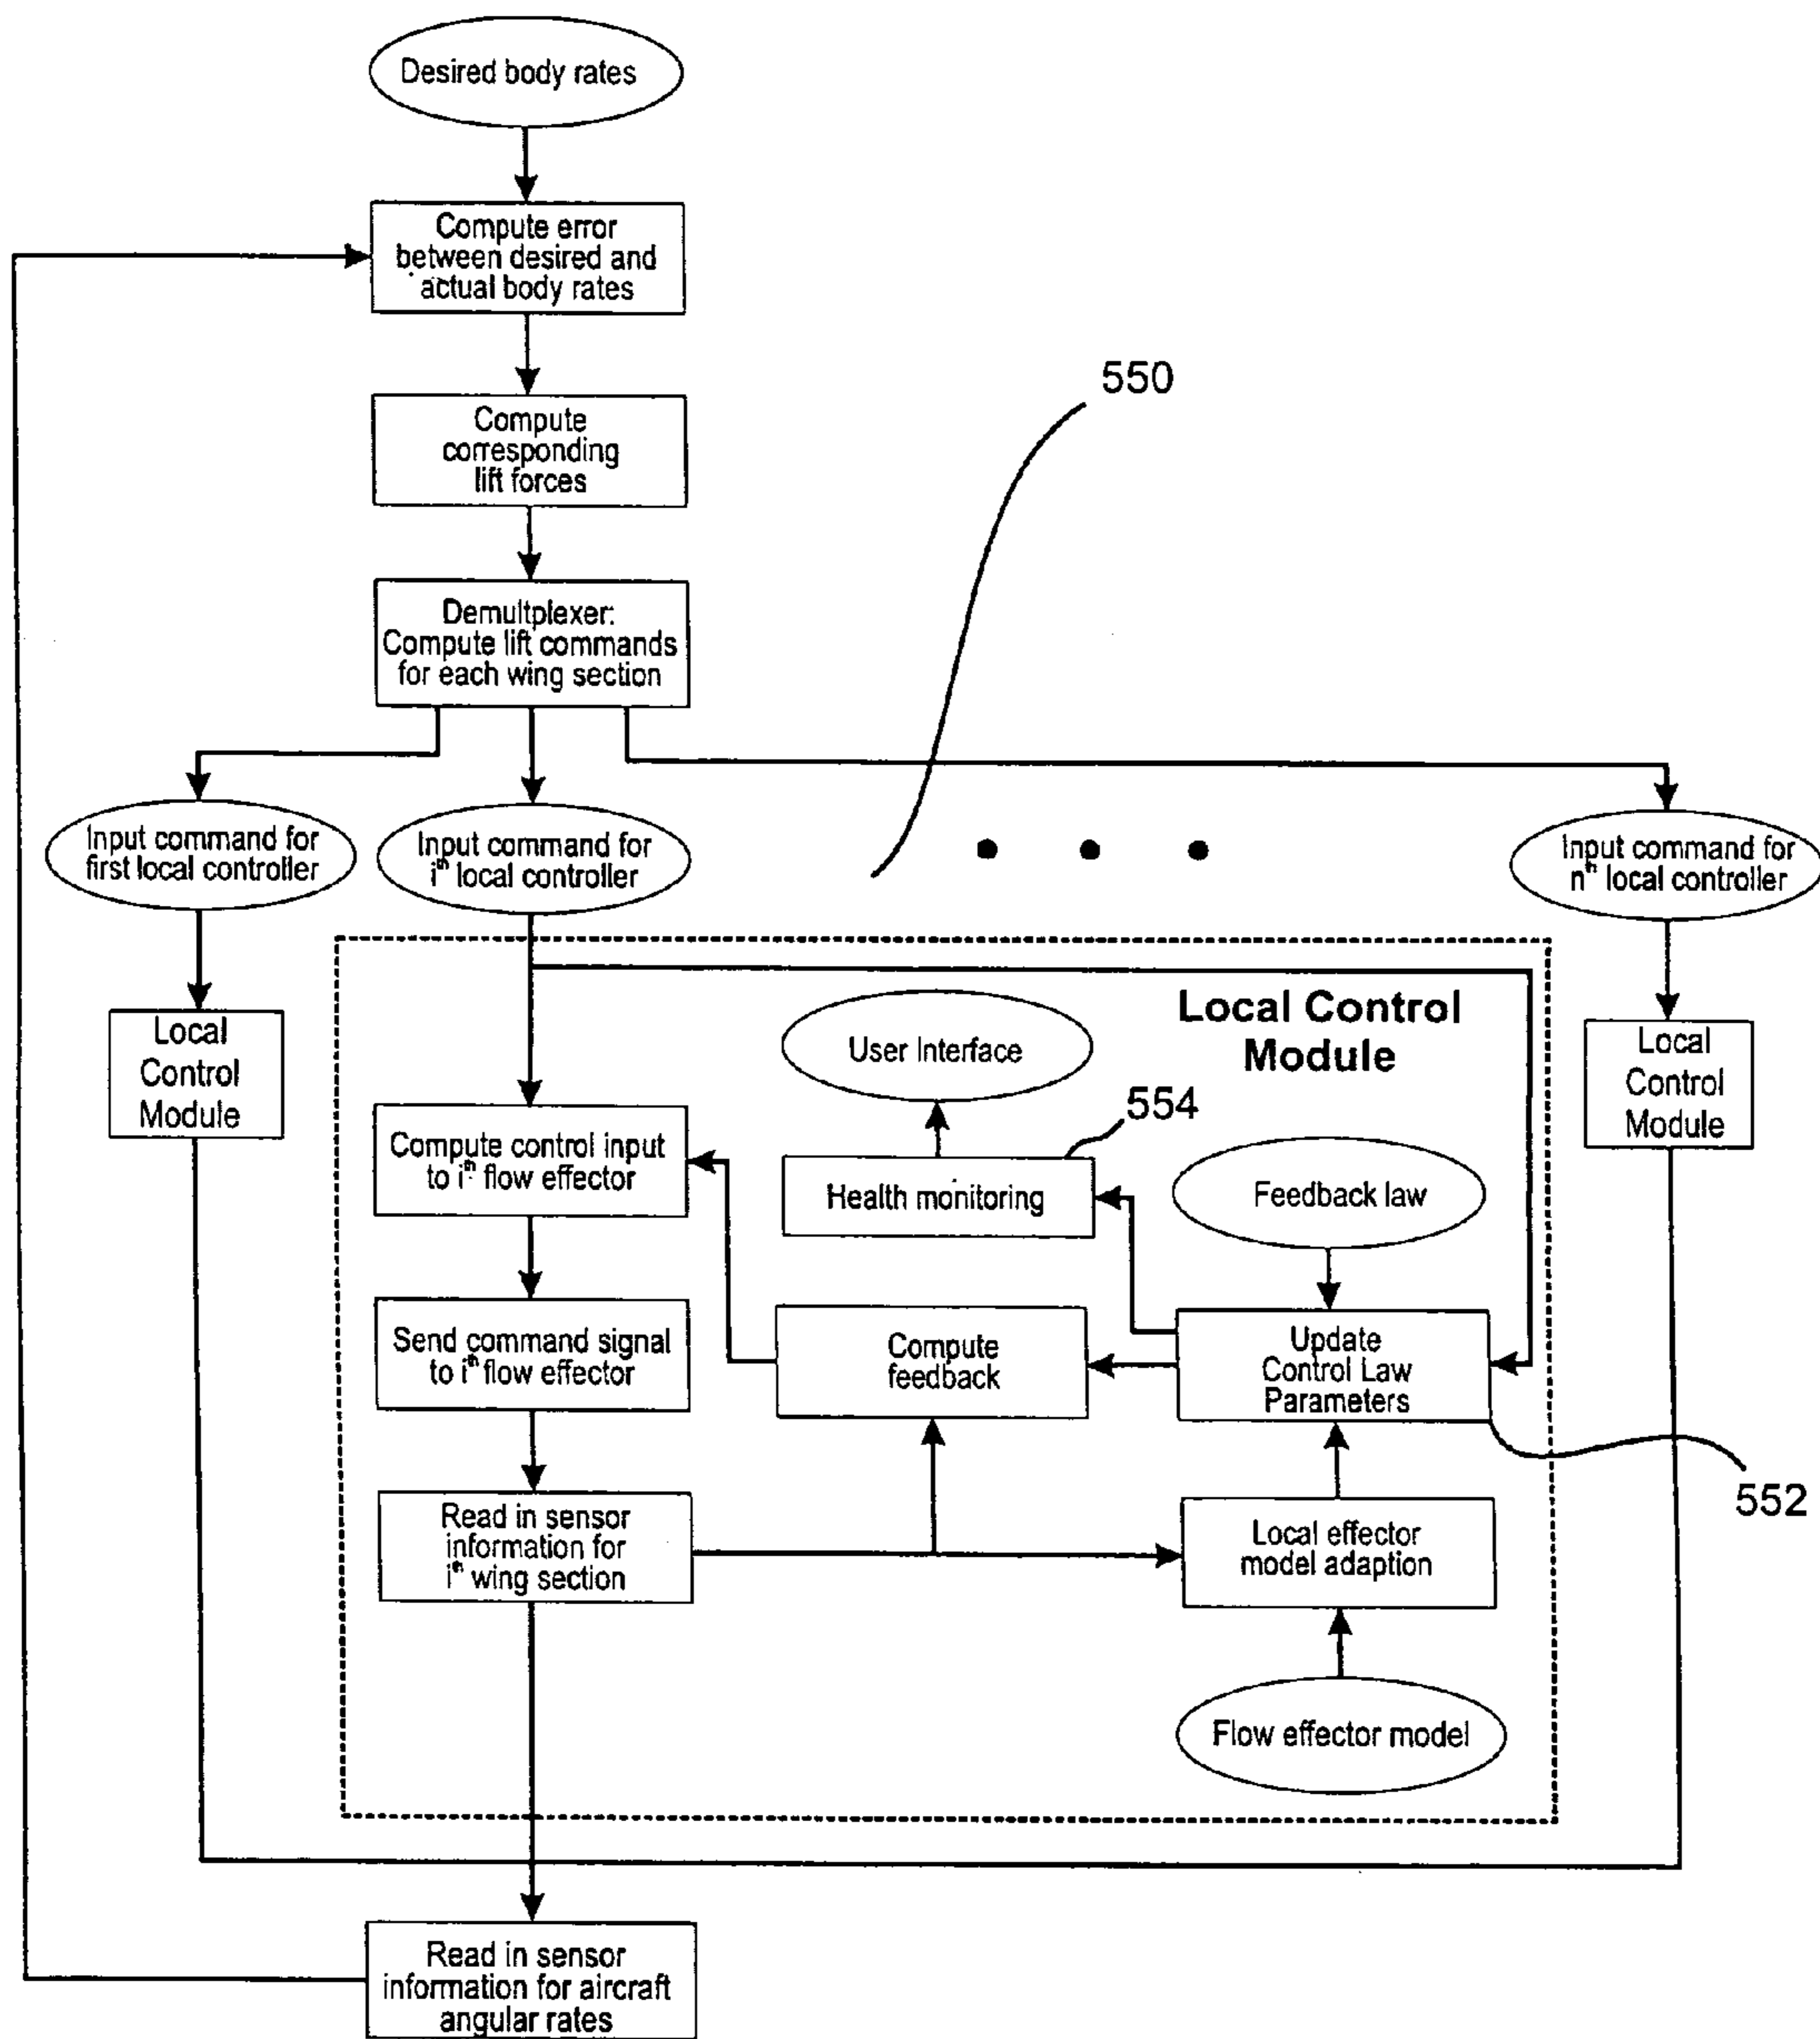 Desired body rates
Compute error
between desired and
actual body rates
550
Compute
corresponding
lift forces
Demultplexer:
Compute lift commands
for each wing section
Input command for
first local controller
Input command for
ith local controller
• • •
Input command for
nth local controller
Local
Control
Module
User Interface
Local Control
Module
Local
Control
Module
554
Compute control input
to ith flow effector
Health monitoring
Feedback law
Send command signal
to ith flow effector
Compute
feedback
Update
Control Law
Parameters
552
Read in sensor
information for
ith wing section
Local effector
model adaption
Flow effector model
Read in sensor
information for aircraft
angular rates